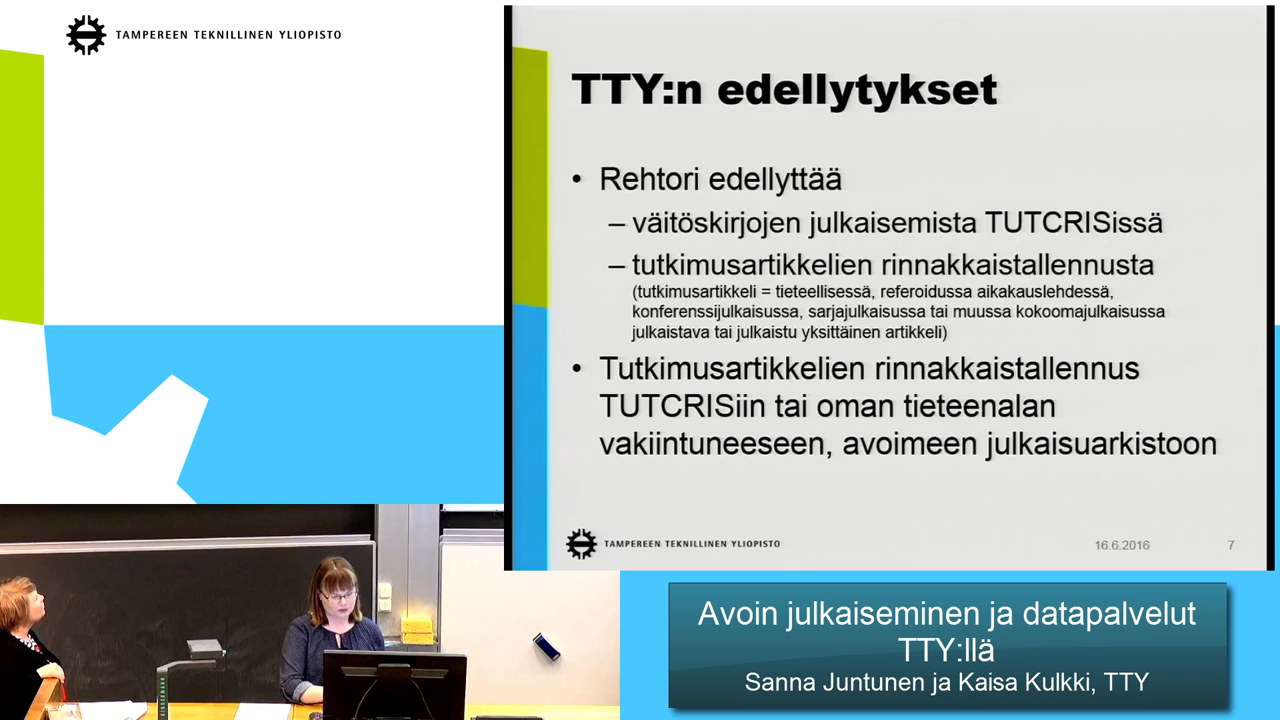 TAMPEREEN TEKNILLINEN YLIOPISTO
TTY:n edellytykset
• Rehtori edellyttää
– väitöskirjojen julkaisemista TUTCRISissä
– tutkimusartikkelien rinnakkaistallennusta
(tutkimusartikkeli = tieteellisessä, referoidussa aikakauslehdessä,
konferenssijulkaisussa, sarjajulkaisussa tai muussa kokoomajulkaisussa
julkaistava tai julkaistu yksittäinen artikkeli)
• Tutkimusartikkelien rinnakkaistallennus
TUTCRISiin tai oman tieteenalan
vakiintuneeseen, avoimeen julkaisuarkistoon
TAMPEREEN TEKNILLINEN YLIOPISTO
16.6.2016
7
Avoin julkaiseminen ja datapalvelut
TTY:llä
Sanna Juntunen ja Kaisa Kulkki, TTY
KINDERMANN